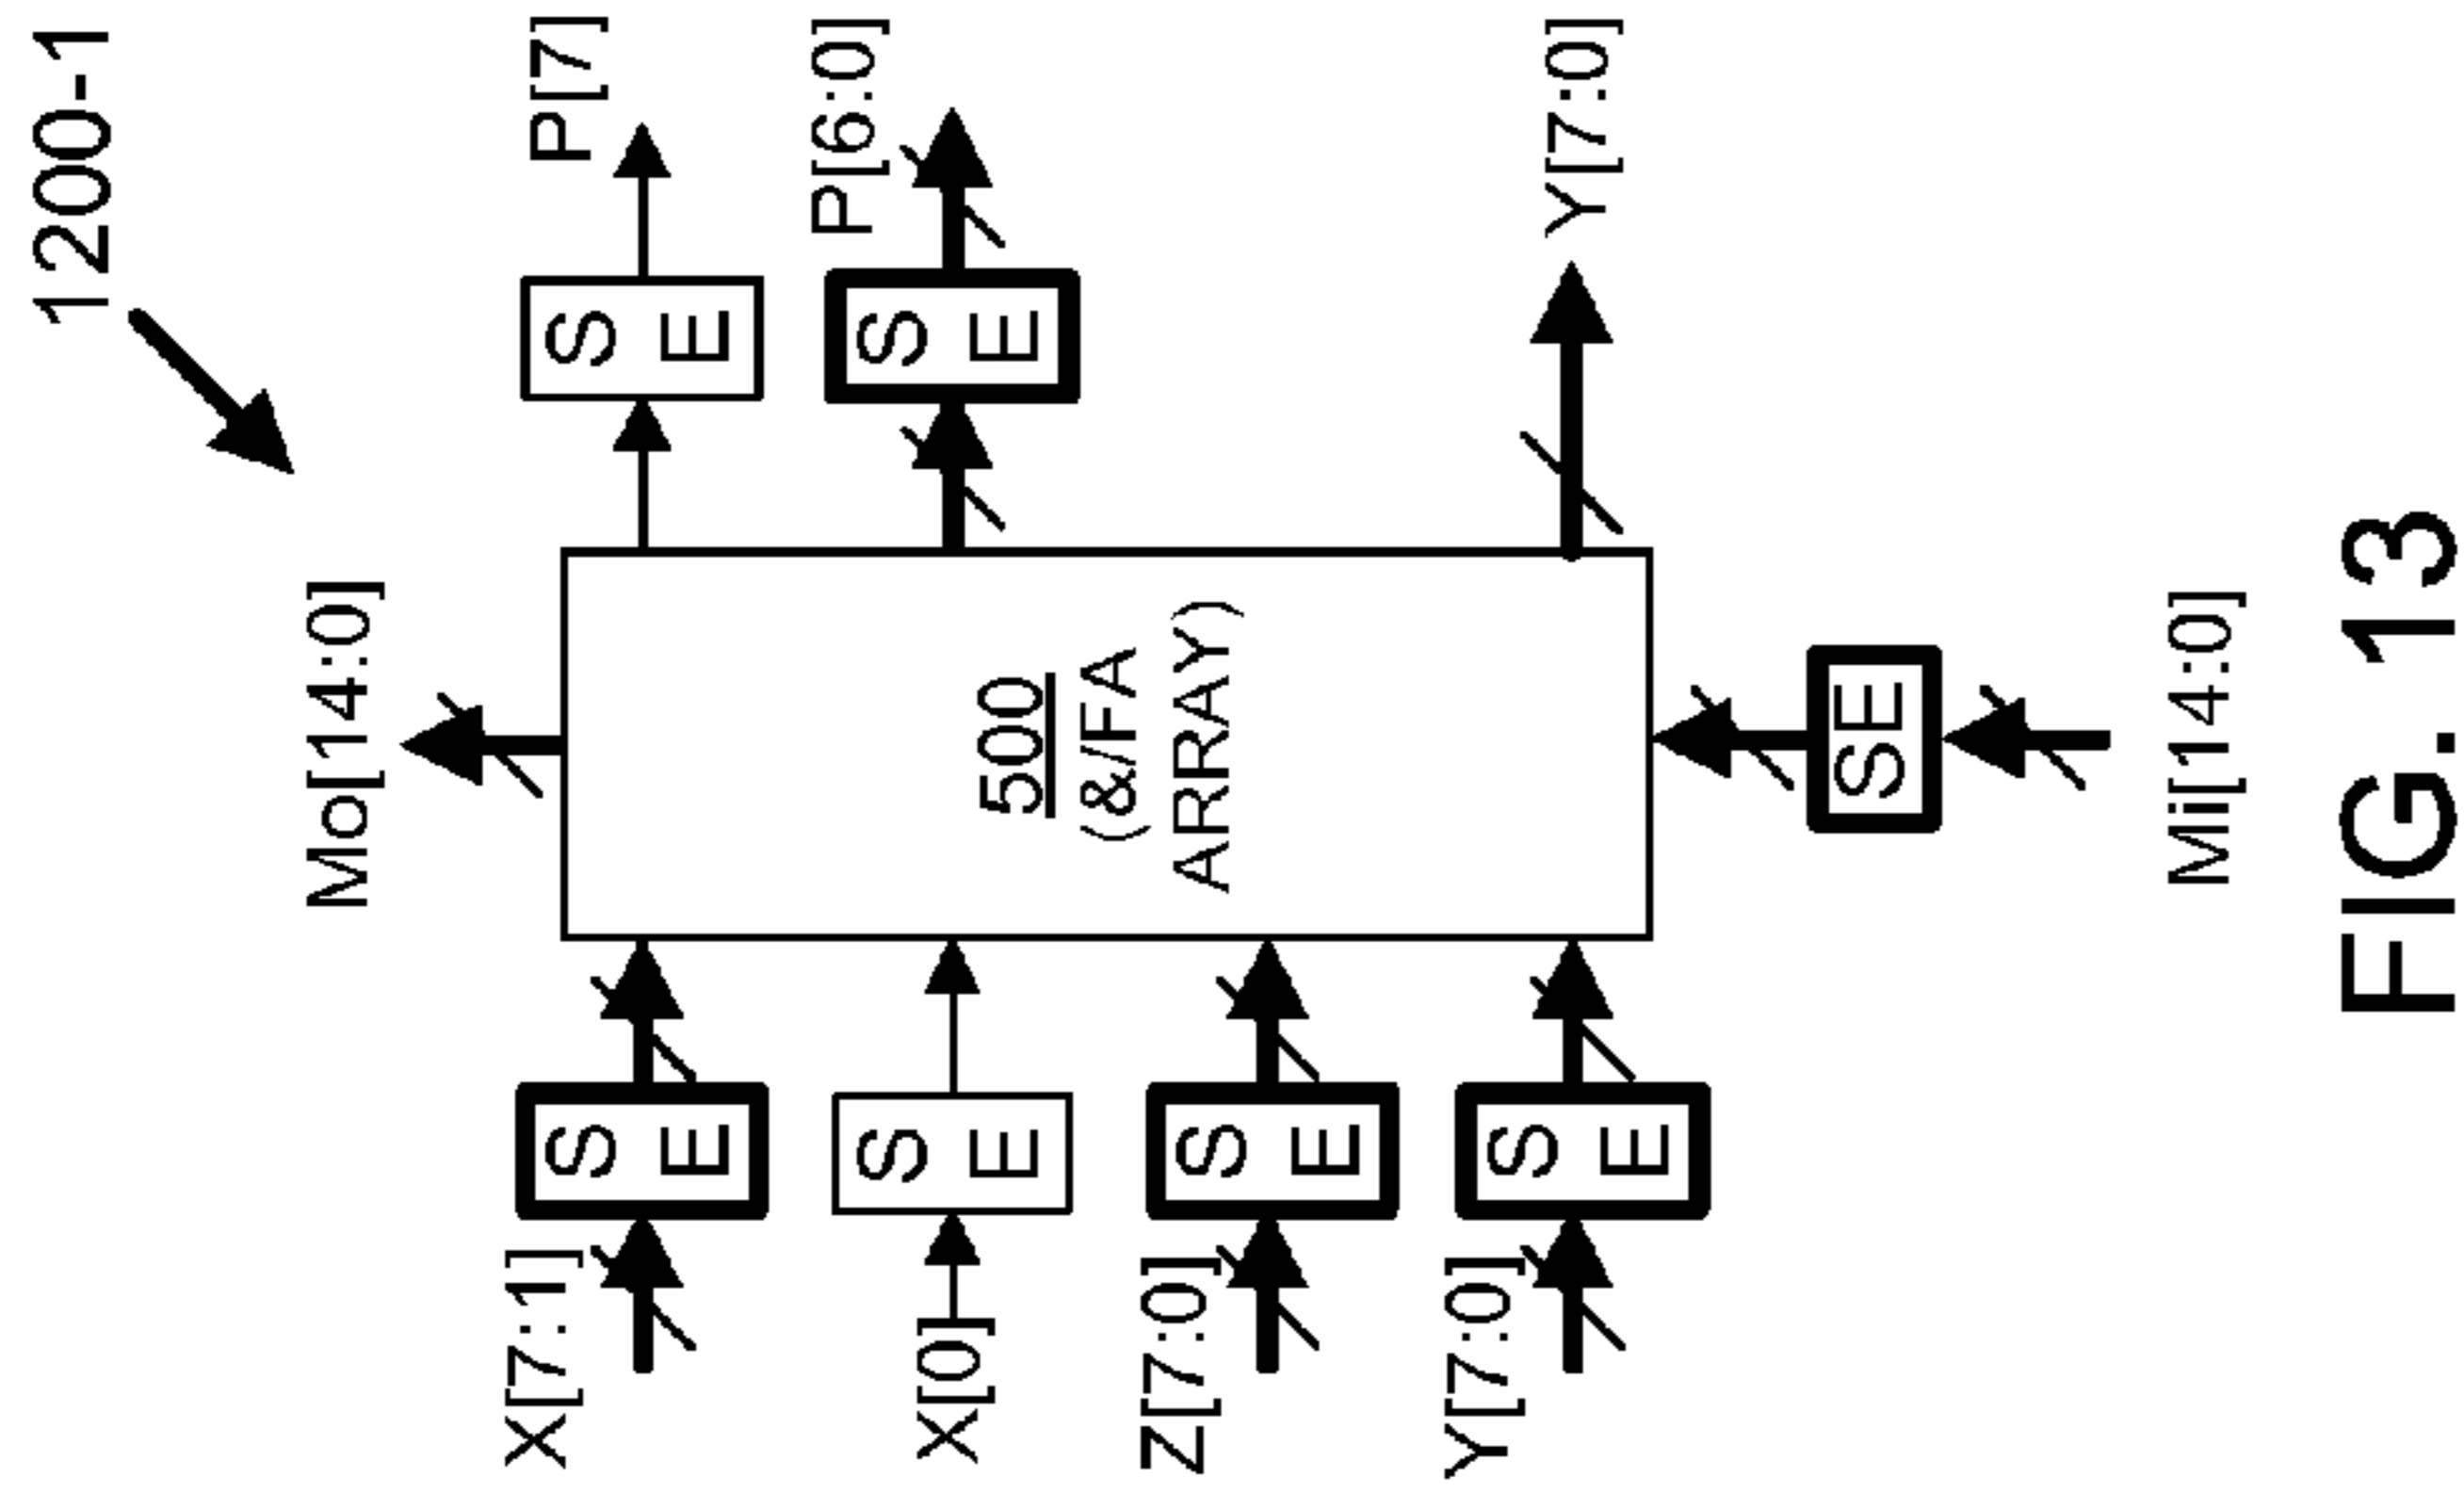 1200-1
Mo[14:0]
X[7:1]
S
E
S
E
P[7]
X[0]
S
E
S
E
P[6:0]
500
(&/FA
ARRAY)
Z[7:0]
S
E
Y[7:0]
S
E
Y[7:0]
SE
Mi[14:0]
FIG. 13